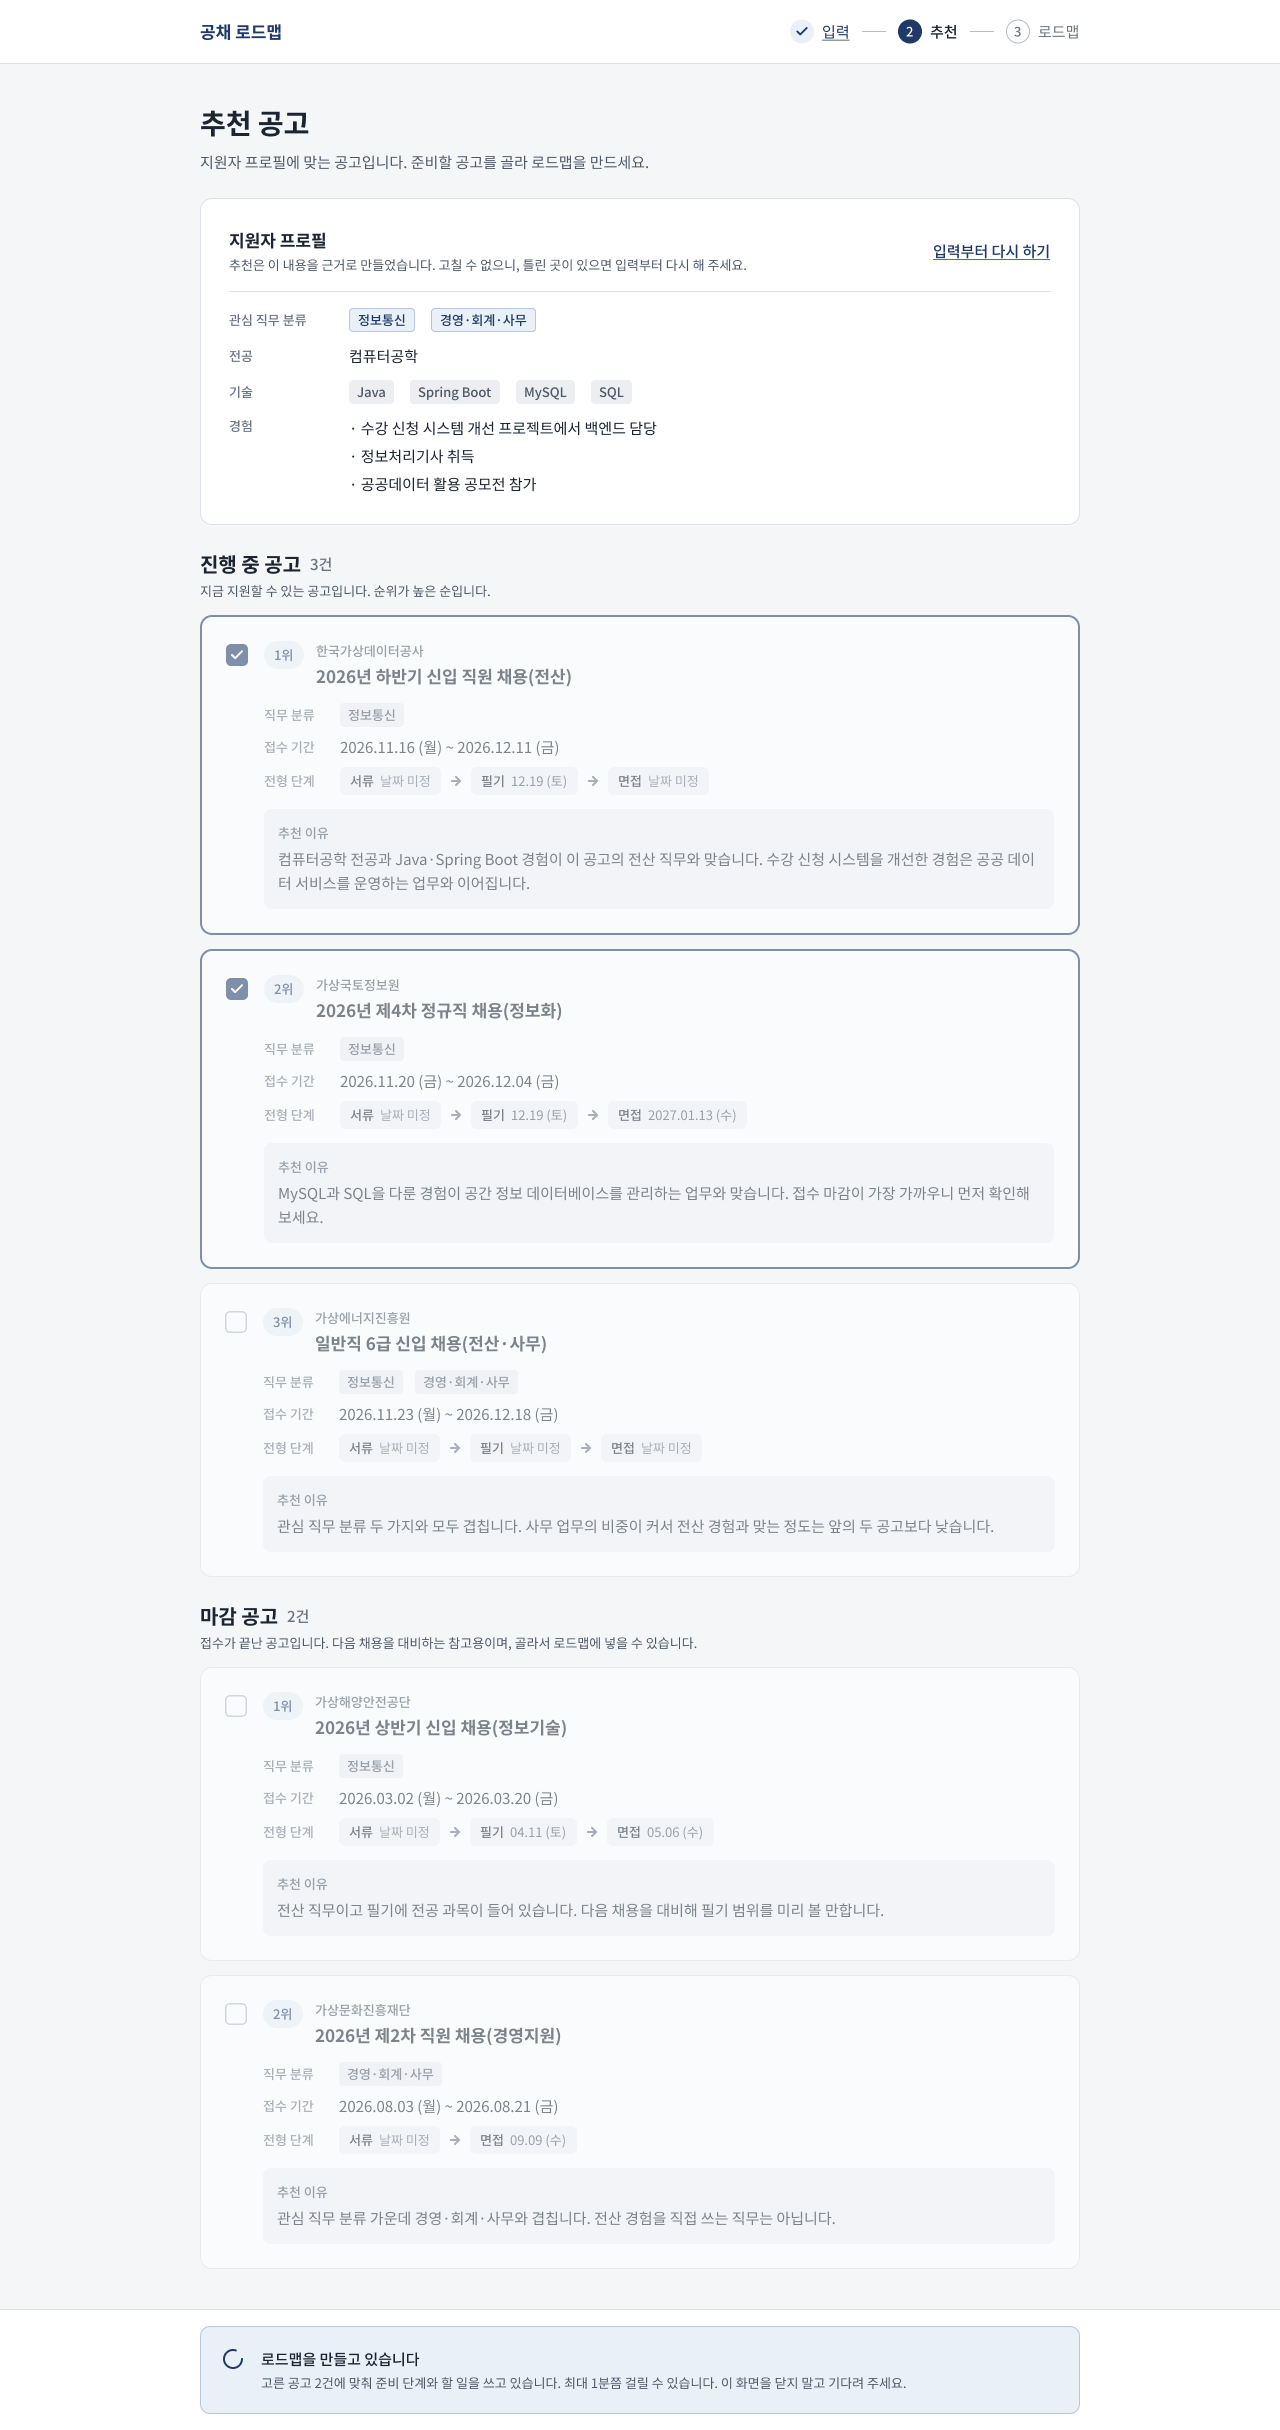 공채 로드맵
입력
2 추천
3 로드맵
추천 공고
지원자 프로필에 맞는 공고입니다. 준비할 공고를 골라 로드맵을 만드세요.
지원자 프로필
추천은 이 내용을 근거로 만들었습니다. 고칠 수 없으니, 틀린 곳이 있으면 입력부터 다시 해 주세요.
입력부터 다시 하기
관심 직무 분류 정보통신 경영·회계·사무
전공 컴퓨터공학
기술 Java Spring Boot MySQL SQL
경험 · 수강 신청 시스템 개선 프로젝트에서 백엔드 담당
· 정보처리기사 취득
· 공공데이터 활용 공모전 참가
진행 중 공고 3건
지금 지원할 수 있는 공고입니다. 순위가 높은 순입니다.
1위 한국가상데이터공사
2026년 하반기 신입 직원 채용(전산)
직무 분류 정보통신
접수 기간 2026.11.16 (월) ~ 2026.12.11 (금)
전형 단계 서류 날짜 미정 → 필기 12.19 (토) → 면접 날짜 미정
추천 이유
컴퓨터공학 전공과 Java·Spring Boot 경험이 이 공고의 전산 직무와 맞습니다. 수강 신청 시스템을 개선한 경험은 공공 데이
터 서비스를 운영하는 업무와 이어집니다.
2위 가상국토정보원
2026년 제4차 정규직 채용(정보화)
직무 분류 정보통신
접수 기간 2026.11.20 (금) ~ 2026.12.04 (금)
전형 단계 서류 날짜 미정 → 필기 12.19 (토) → 면접 2027.01.13 (수)
추천 이유
MySQL과 SQL을 다룬 경험이 공간 정보 데이터베이스를 관리하는 업무와 맞습니다. 접수 마감이 가장 가까우니 먼저 확인해
보세요.
3위 가상에너지진흥원
일반직 6급 신입 채용(전산·사무)
직무 분류 정보통신 경영·회계·사무
접수 기간 2026.11.23 (월) ~ 2026.12.18 (금)
전형 단계 서류 날짜 미정 → 필기 날짜 미정 → 면접 날짜 미정
추천 이유
관심 직무 분류 두 가지와 모두 겹칩니다. 사무 업무의 비중이 커서 전산 경험과 맞는 정도는 앞의 두 공고보다 낮습니다.
마감 공고 2건
접수가 끝난 공고입니다. 다음 채용을 대비하는 참고용이며, 골라서 로드맵에 넣을 수 있습니다.
1위 가상해양안전공단
2026년 상반기 신입 채용(정보기술)
직무 분류 정보통신
접수 기간 2026.03.02 (월) ~ 2026.03.20 (금)
전형 단계 서류 날짜 미정 → 필기 04.11 (토) → 면접 05.06 (수)
추천 이유
전산 직무이고 필기에 전공 과목이 들어 있습니다. 다음 채용을 대비해 필기 범위를 미리 볼 만합니다.
2위 가상문화진흥재단
2026년 제2차 직원 채용(경영지원)
직무 분류 경영·회계·사무
접수 기간 2026.08.03 (월) ~ 2026.08.21 (금)
전형 단계 서류 날짜 미정 → 면접 09.09 (수)
추천 이유
관심 직무 분류 가운데 경영·회계·사무와 겹칩니다. 전산 경험을 직접 쓰는 직무는 아닙니다.
로드맵을 만들고 있습니다
고른 공고 2건에 맞춰 준비 단계와 할 일을 쓰고 있습니다. 최대 1분쯤 걸릴 수 있습니다. 이 화면을 닫지 말고 기다려 주세요.